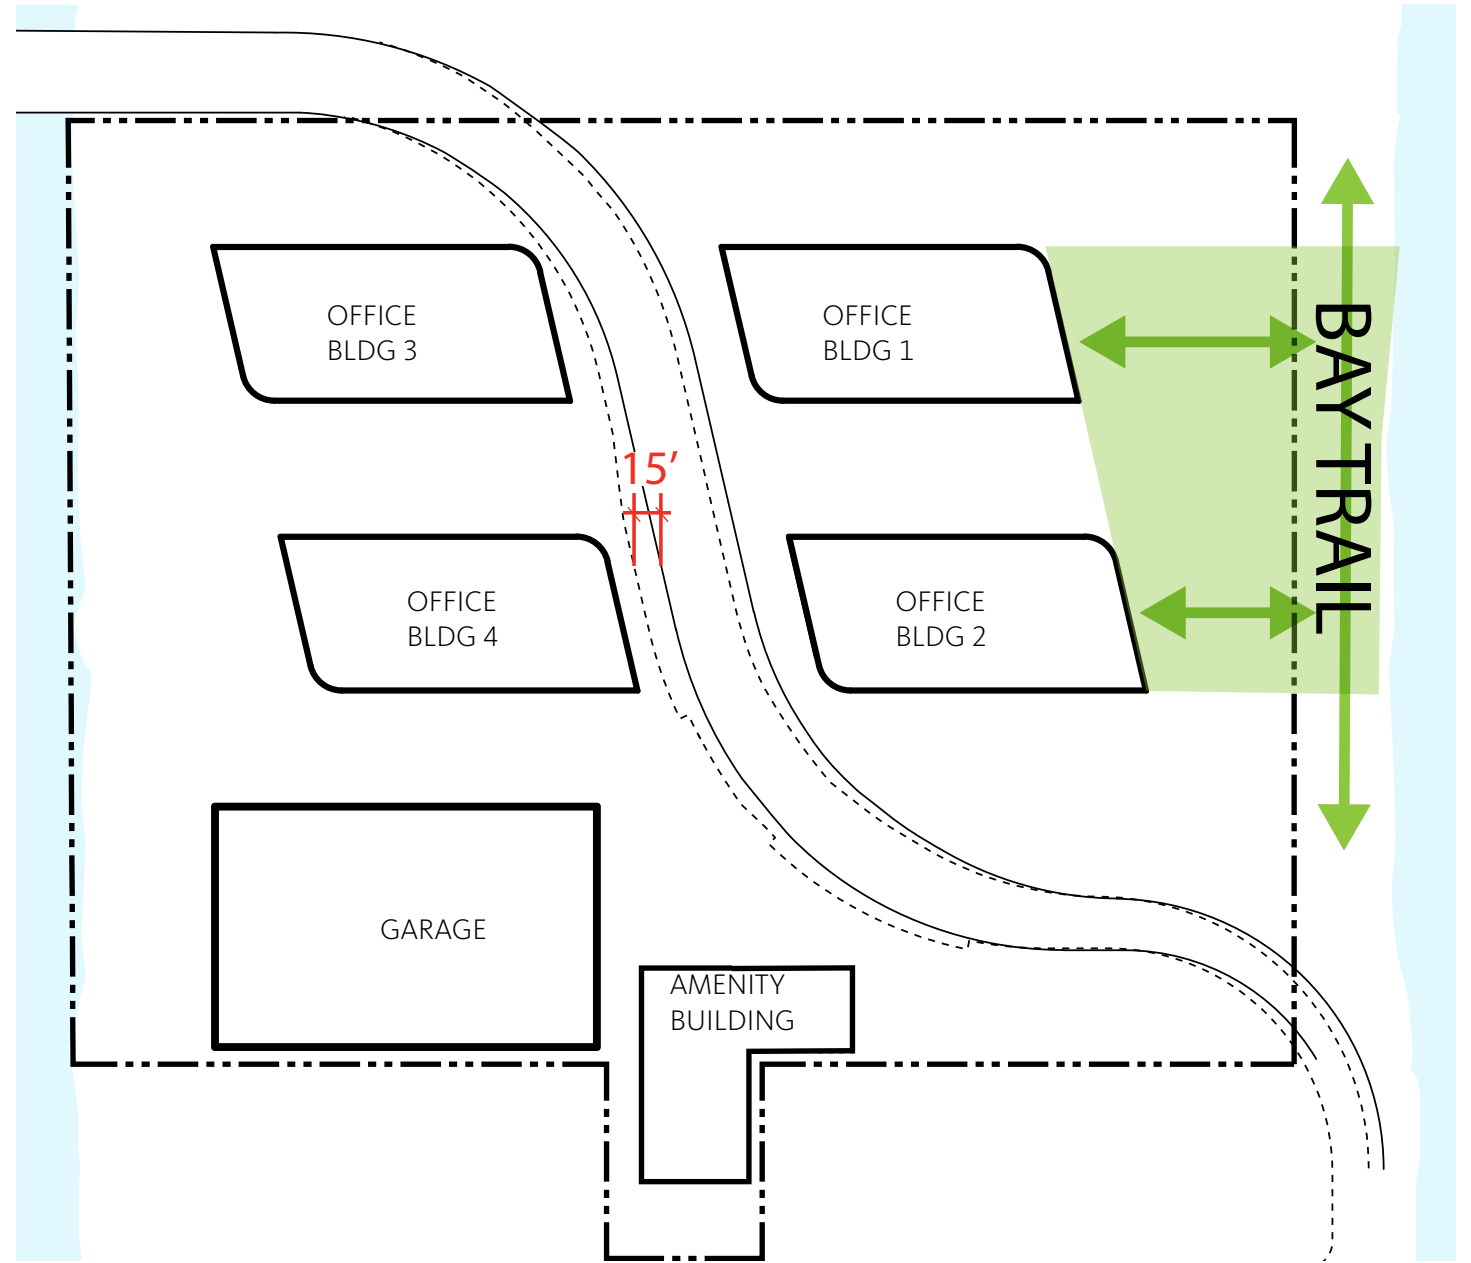 OFFICE
BLDG 3
OFFICE
BLDG 1
BAY TRAIL
15’
OFFICE
BLDG 4
OFFICE
BLDG 2
GARAGE
AMENITY
BUILDING